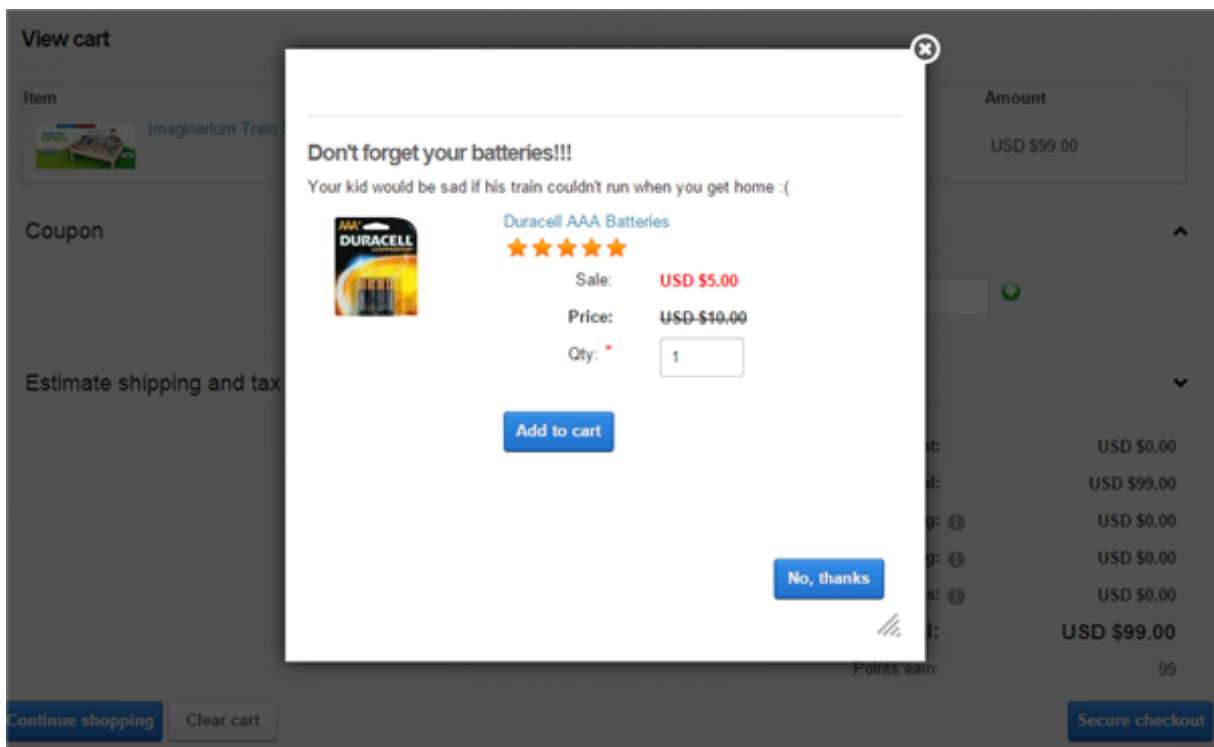 View cart
Item
Amount
Imaginarium Train
USD $99.00
Coupon
Estimate shipping and tax
Don't forget your batteries!!!
Your kid would be sad if his train couldn't run when you get home :(
AAA
DURACELL
Duracell AAA Batteries
Sale: USD $5.00
Price: USD $10.00
Qty: * 1
Add to cart
No, thanks
USD $0.00
USD $99.00
USD $0.00
USD $0.00
USD $0.00
USD $99.00
Points earn: 99
Continue shopping
Clear cart
Secure checkout